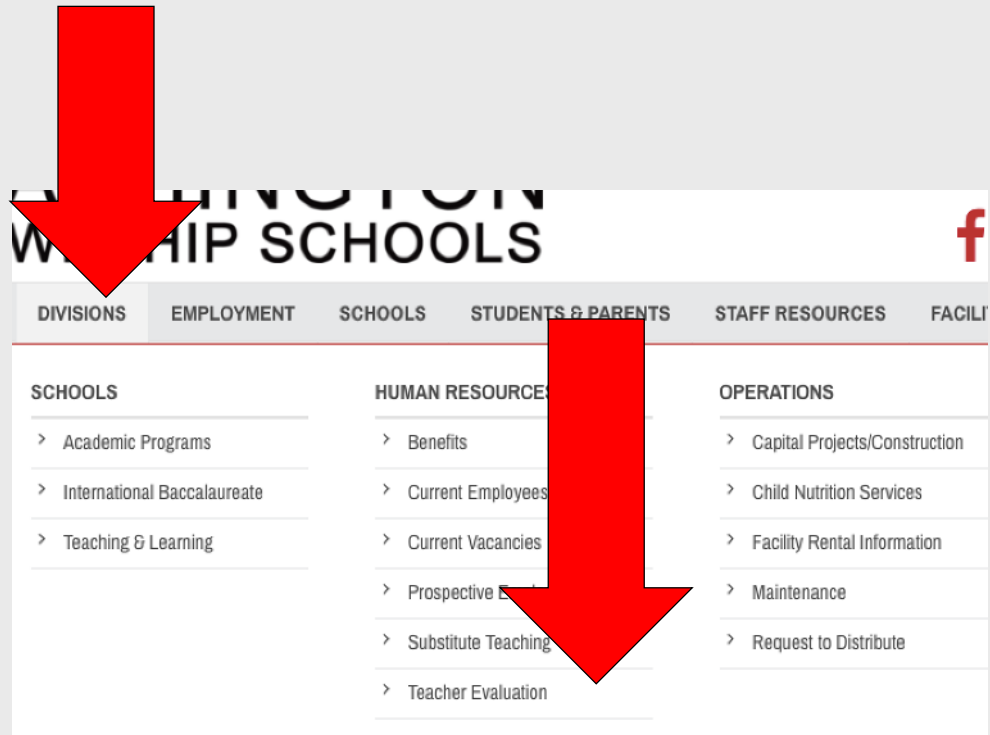 SCHOOLS
DIVISIONS EMPLOYMENT SCHOOLS STUDENTS & PARENTS STAFF RESOURCES
SCHOOLS
Academic Programs
International Baccalaureate
Teaching & Learning
HUMAN RESOURCES
Benefits
Current Employees
Current Vacancies
Prospective
Substitute Teaching
Teacher Evaluation
OPERATIONS
Capital Projects/Construction
Child Nutrition Services
Facility Rental Information
Maintenance
Request to Distribute